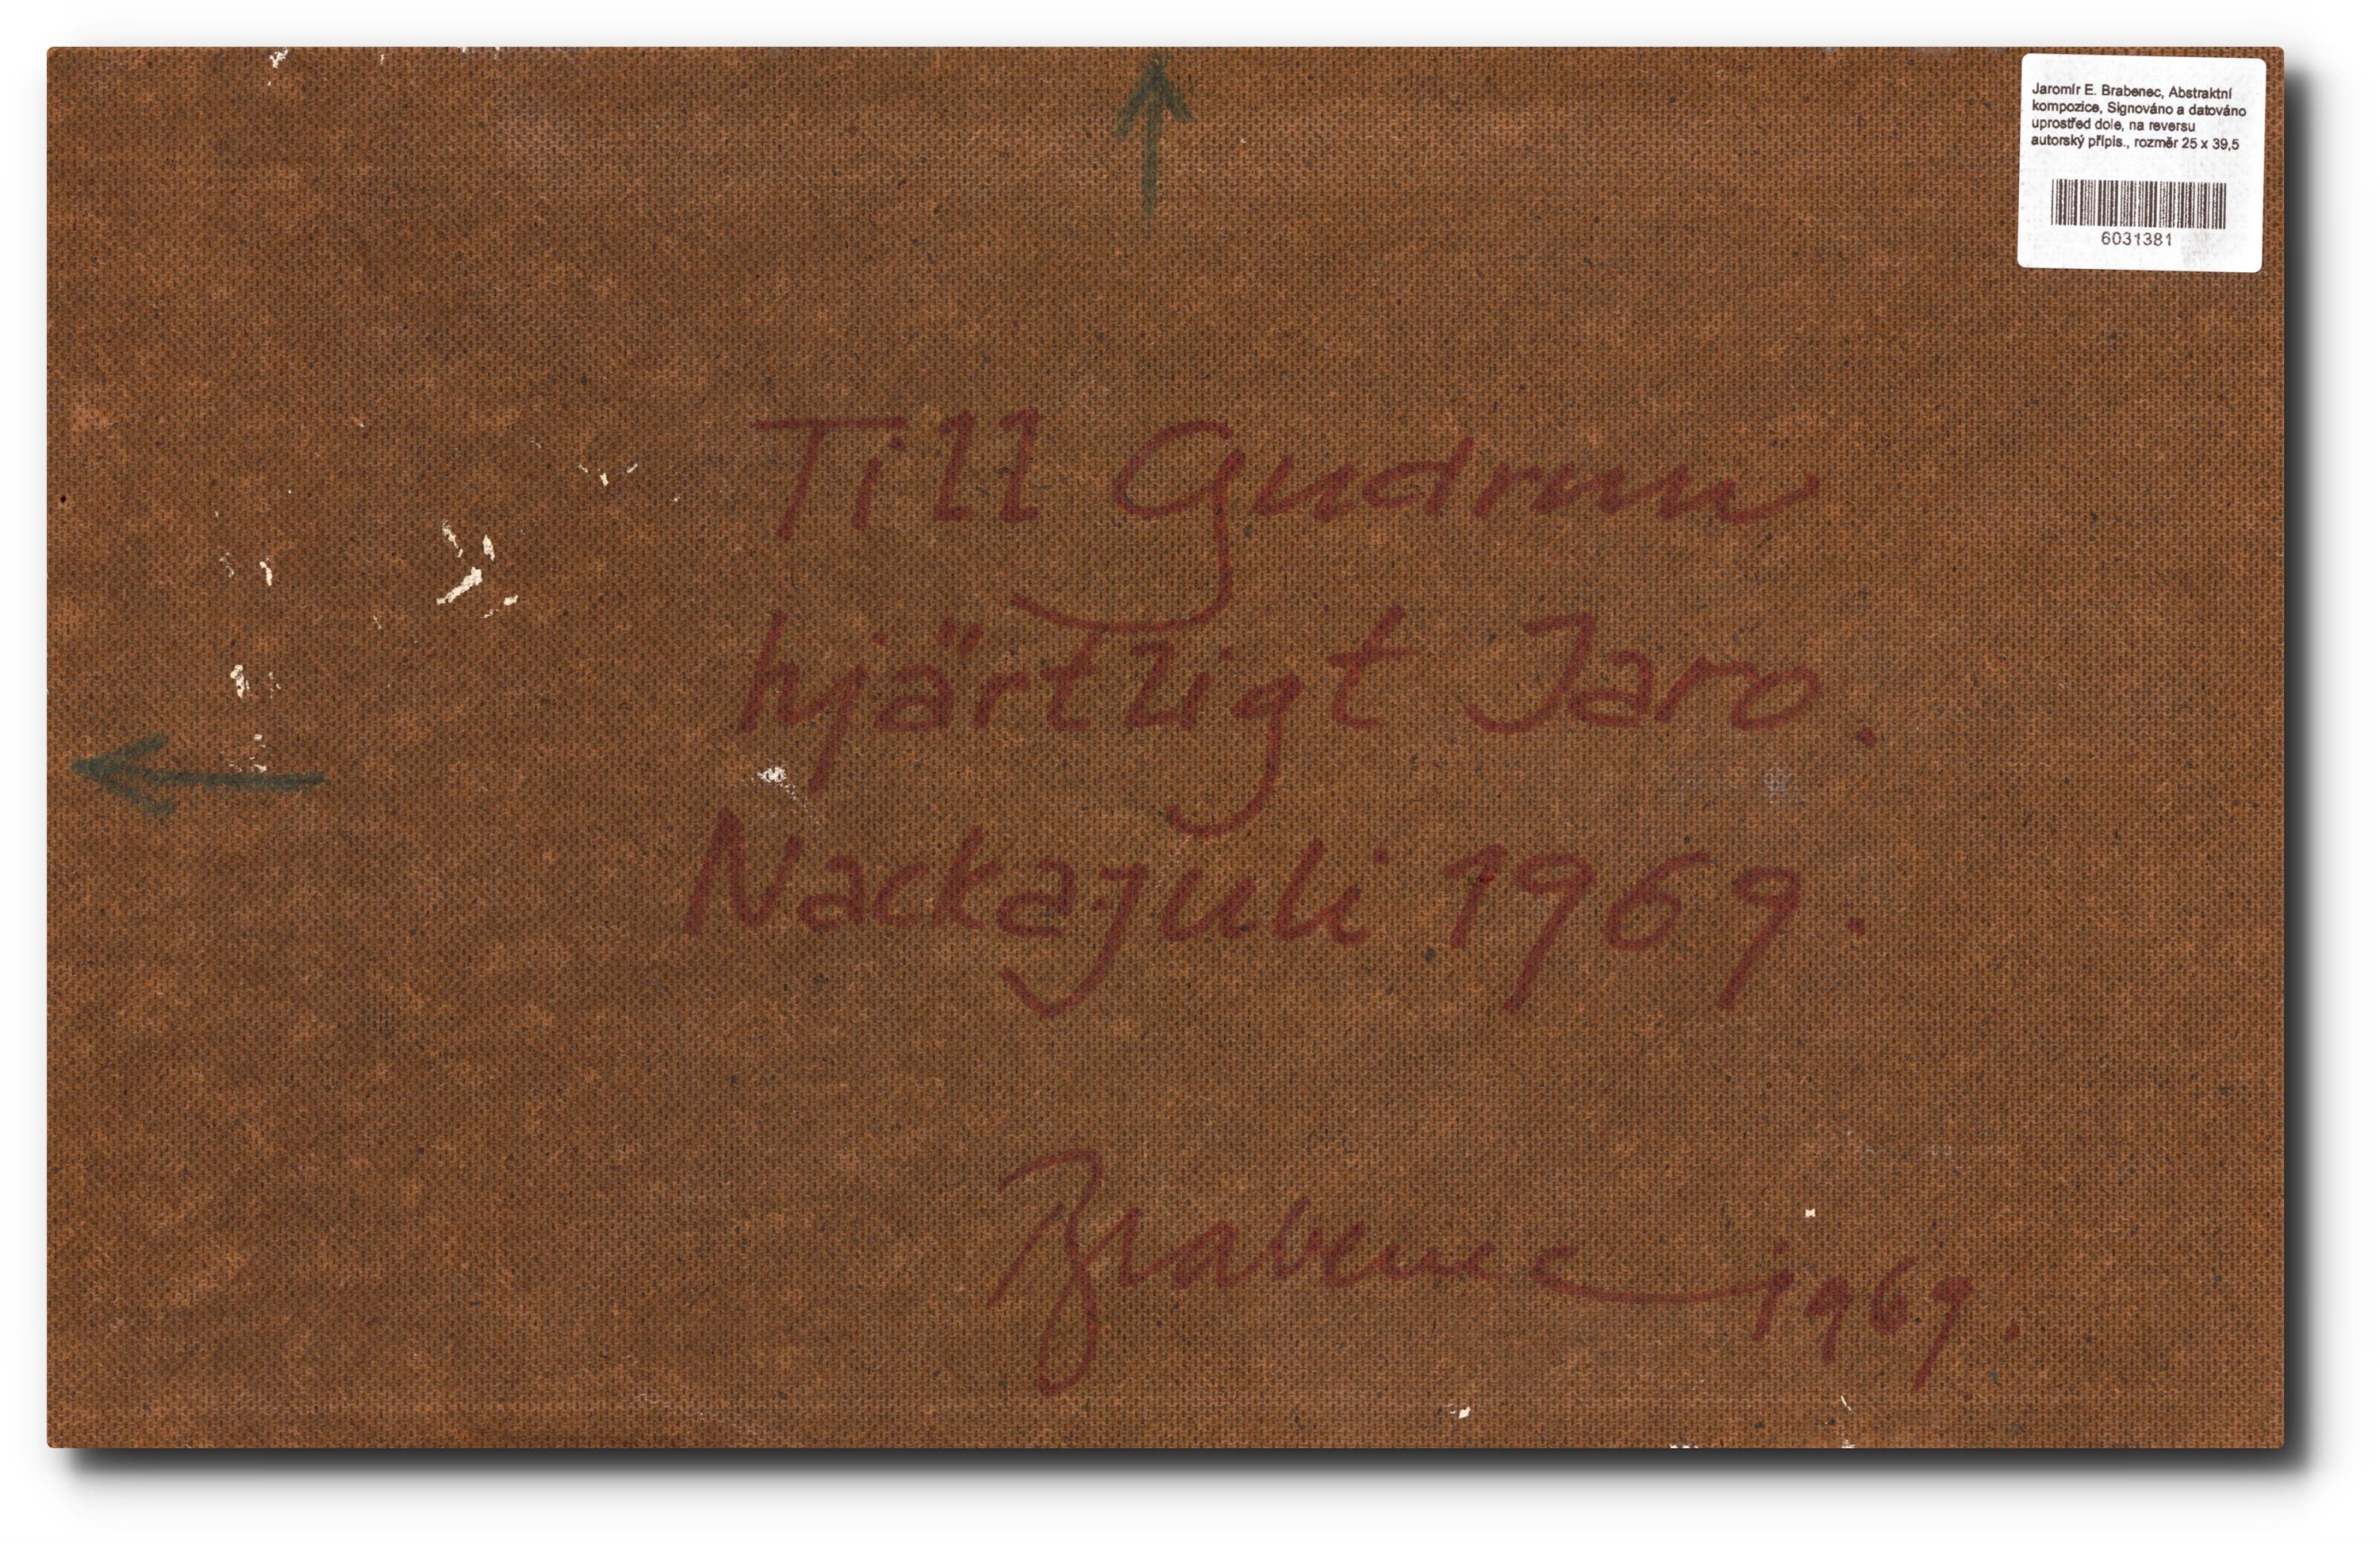 Jaromír E. Brabenec, Abstraktní
kompozice, Signováno a datováno
uprostřed dole, na reversu
autorský přípis., rozměr 25 x 39,5
6031381
Till Gudrun
hjärtligt Jaro.
Nacka juli 1969.
Brabenec 1969.